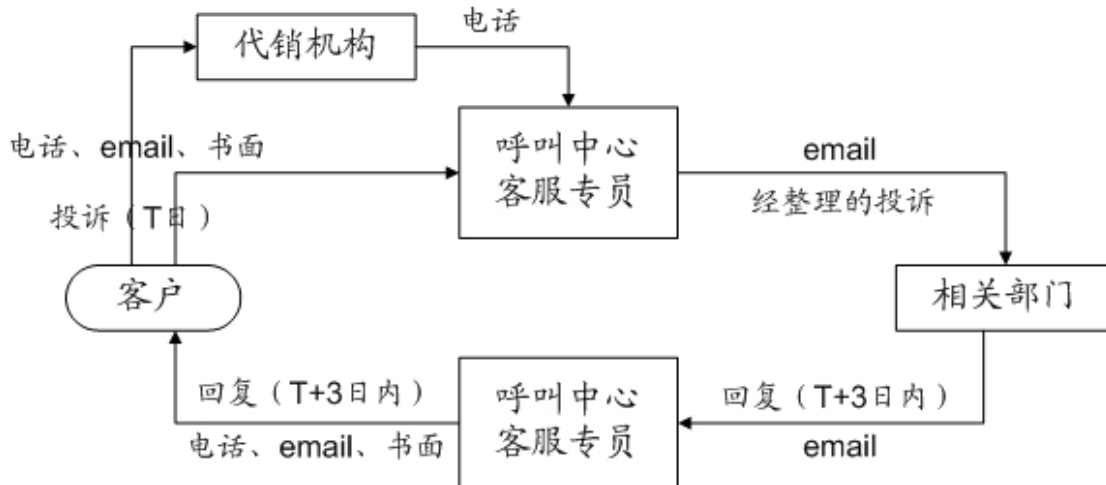 代销机构
电话
电话、email、书面
呼叫中心
客服专员
email
经整理的投诉
投诉（T日）
客户
相关部门
回复（T+3日内）
电话、email、书面
呼叫中心
客服专员
回复（T+3日内）
email